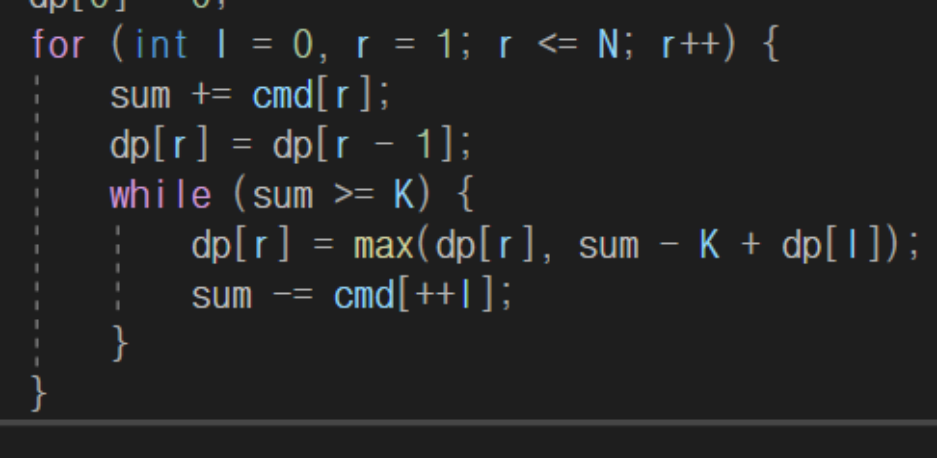 for (int l = 0, r = 1; r <= N; r++) {
sum += cmd[r];
dp[r] = dp[r - 1];
while (sum >= K) {
dp[r] = max(dp[r], sum - K + dp[l]);
sum -= cmd[++l];
}
}